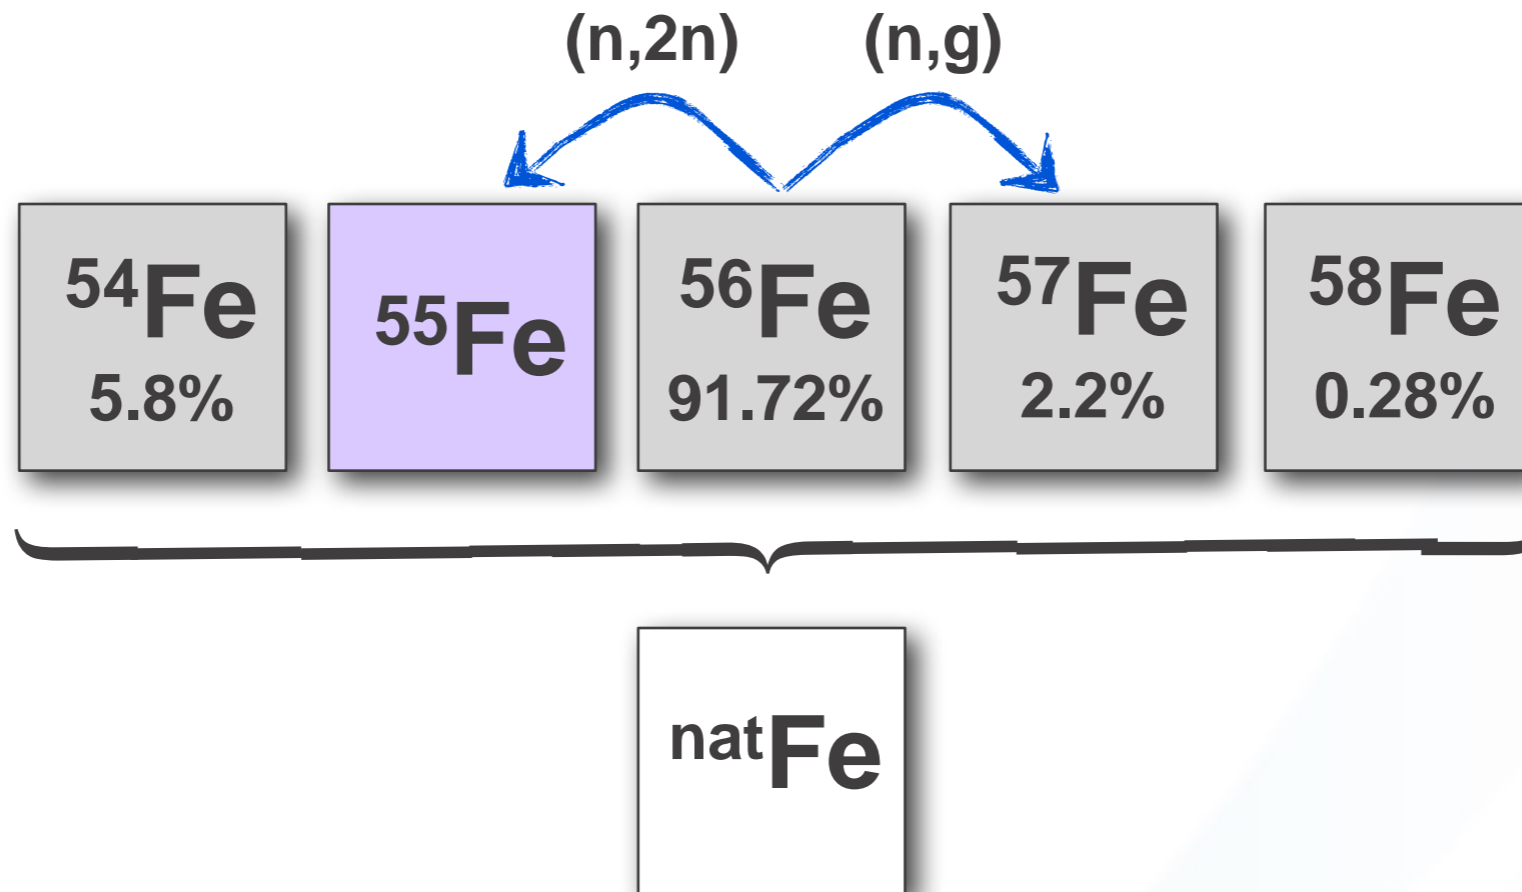 (n,2n) (n,g)
⁵⁴Fe ⁵⁵Fe ⁵⁶Fe ⁵⁷Fe ⁵⁸Fe
5.8% 91.72% 2.2% 0.28%
ⁿᵃᵗFe